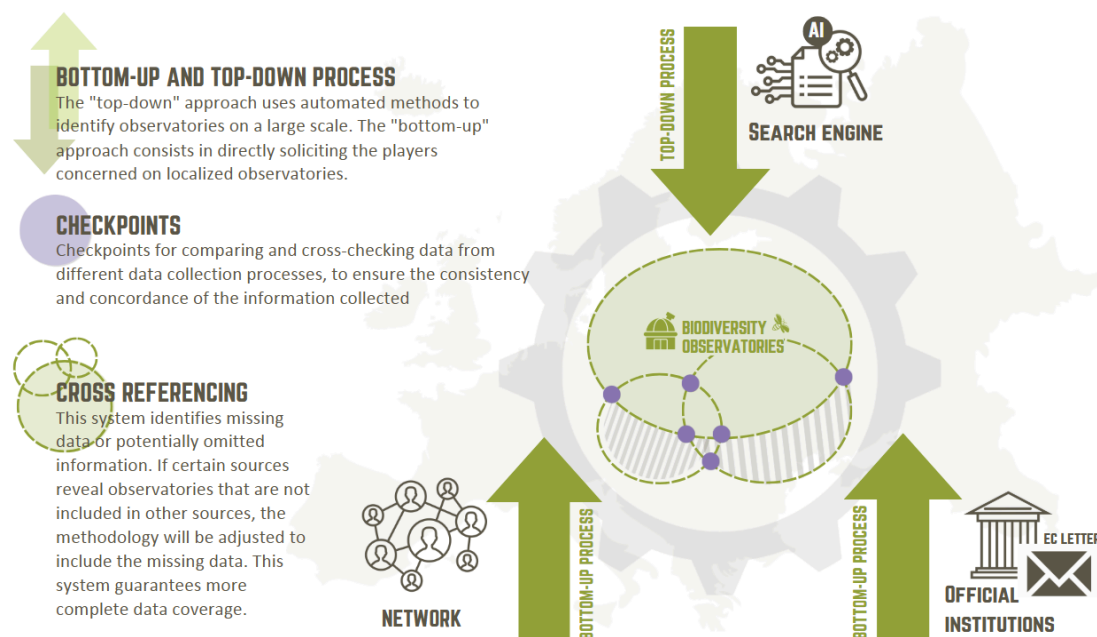 BOTTOM-UP AND TOP-DOWN PROCESS
The "top-down" approach uses automated methods to
identify observatories on a large scale. The "bottom-up"
approach consists in directly soliciting the players
concerned on localized observatories.
CHECKPOINTS
Checkpoints for comparing and cross-checking data from
different data collection processes, to ensure the consistency
and concordance of the information collected
CROSS REFERENCING
This system identifies missing
data or potentially omitted
information. If certain sources
reveal observatories that are not
included in other sources, the
methodology will be adjusted to
include the missing data. This
system guarantees more
complete data coverage.
TOP-DOWN PROCESS
AI
SEARCH ENGINE
BIODIVERSITY
OBSERVATORIES
NETWORK
BOTTOM-UP PROCESS
BOTTOM-UP PROCESS
EC LETTER
OFFICIAL
INSTITUTIONS